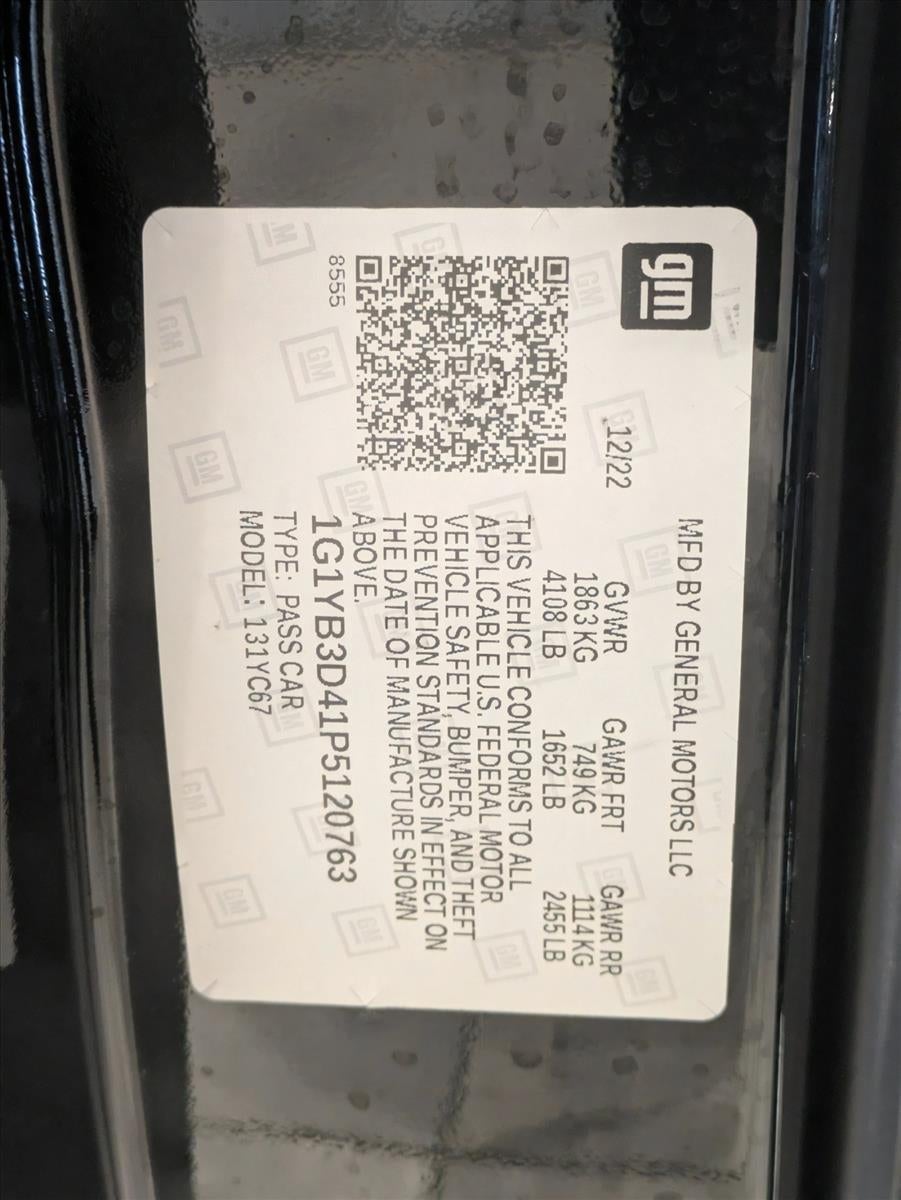 gm
MFD BY GENERAL MOTORS LLC
12/22
GVWR GAWR FRT GAWR RR
1863 KG 749 KG 1114 KG
4108 LB 1652 LB 2455 LB
THIS VEHICLE CONFORMS TO ALL
APPLICABLE U.S. FEDERAL MOTOR
VEHICLE SAFETY, BUMPER, AND THEFT
PREVENTION STANDARDS IN EFFECT ON
THE DATE OF MANUFACTURE SHOWN
ABOVE.
8555
1G1YB3D41P5120763
TYPE: PASS CAR
MODEL: 131YC67